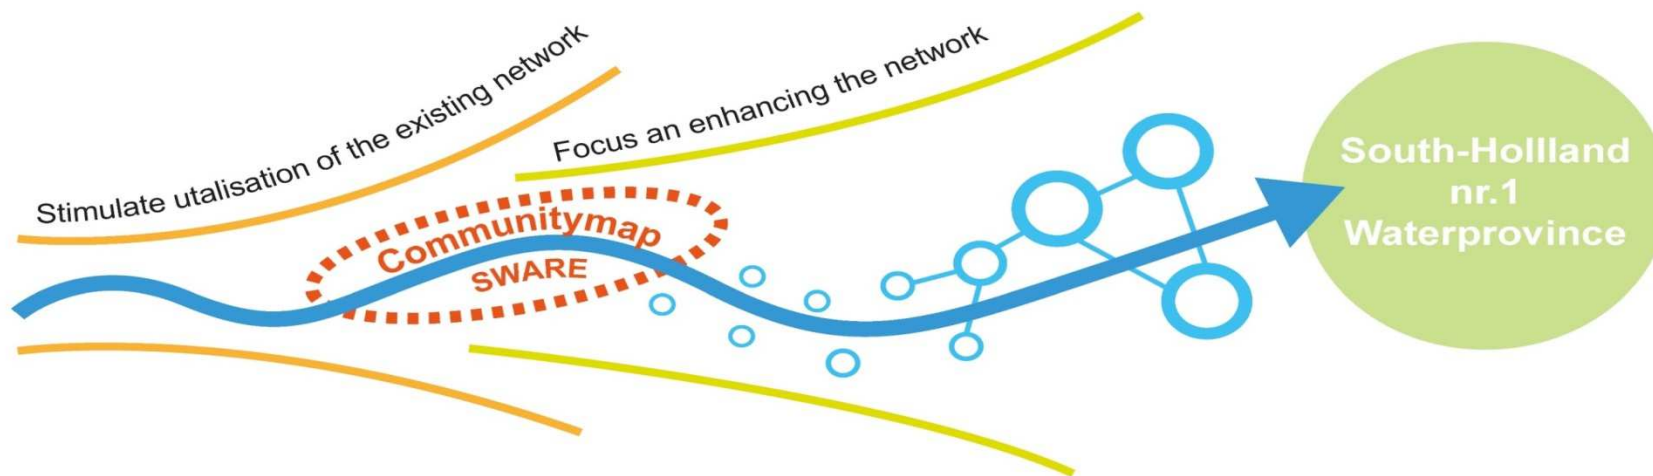 Stimulate utalisation of the existing network
Focus an enhancing the network
Communitymap
SWARE
South-Hollland
nr.1
Waterprovince